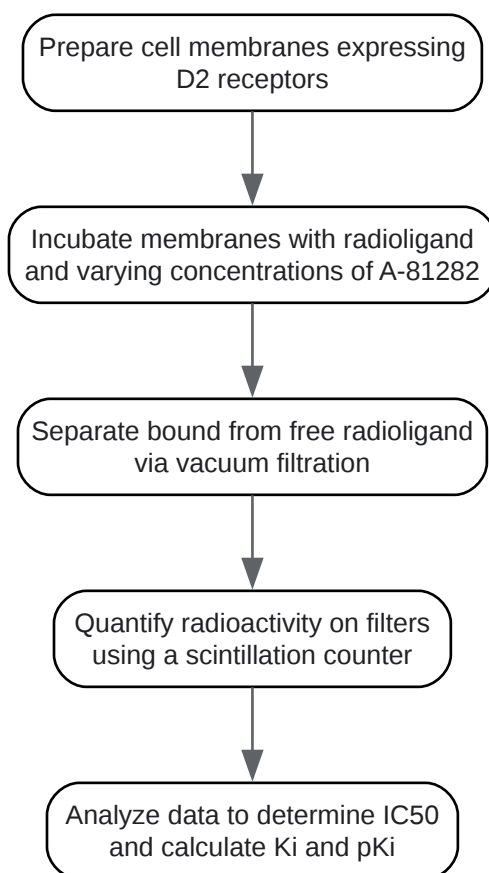 Prepare cell membranes expressing
D2 receptors
Incubate membranes with radioligand
and varying concentrations of A-81282
Separate bound from free radioligand
via vacuum filtration
Quantify radioactivity on filters
using a scintillation counter
Analyze data to determine IC50
and calculate Ki and pKi